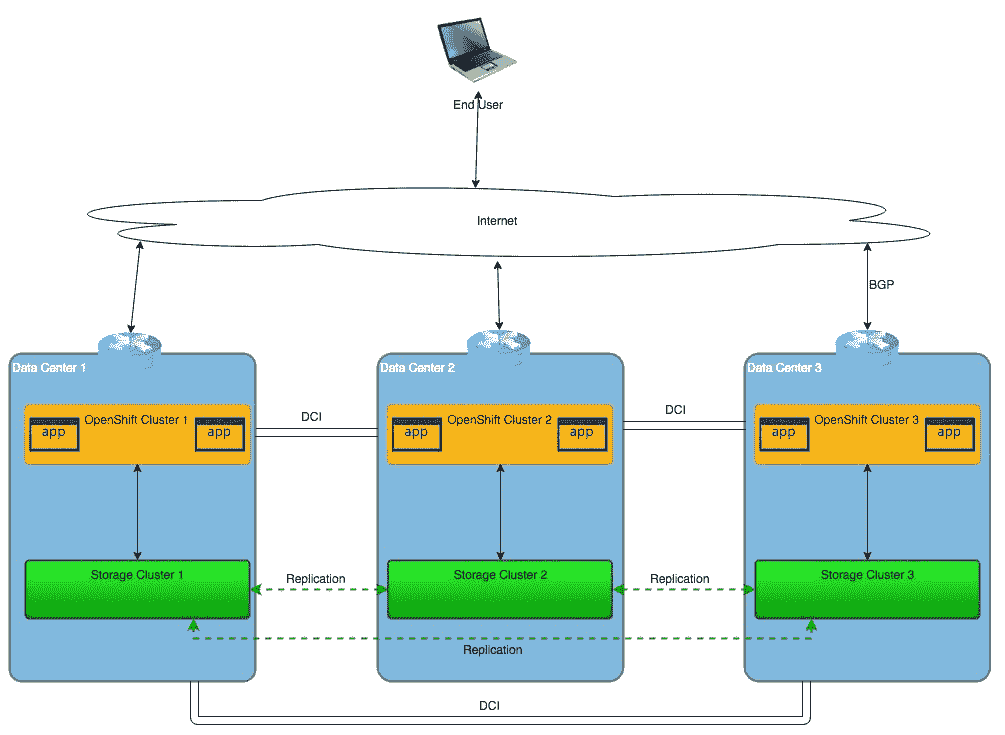 End User
Internet
BGP
Data Center 1
Data Center 2
Data Center 3
OpenShift Cluster 1
app
app
DCI
OpenShift Cluster 2
app
app
DCI
OpenShift Cluster 3
app
app
Storage Cluster 1
Replication
Storage Cluster 2
Replication
Storage Cluster 3
Replication
DCI